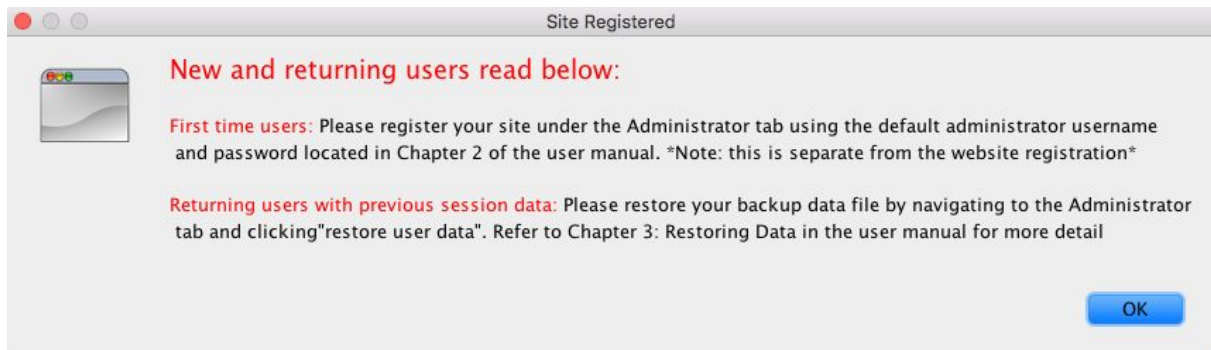 Site Registered
New and returning users read below:
First time users: Please register your site under the Administrator tab using the default administrator username
and password located in Chapter 2 of the user manual. *Note: this is separate from the website registration*
Returning users with previous session data: Please restore your backup data file by navigating to the Administrator
tab and clicking"restore user data". Refer to Chapter 3: Restoring Data in the user manual for more detail
OK